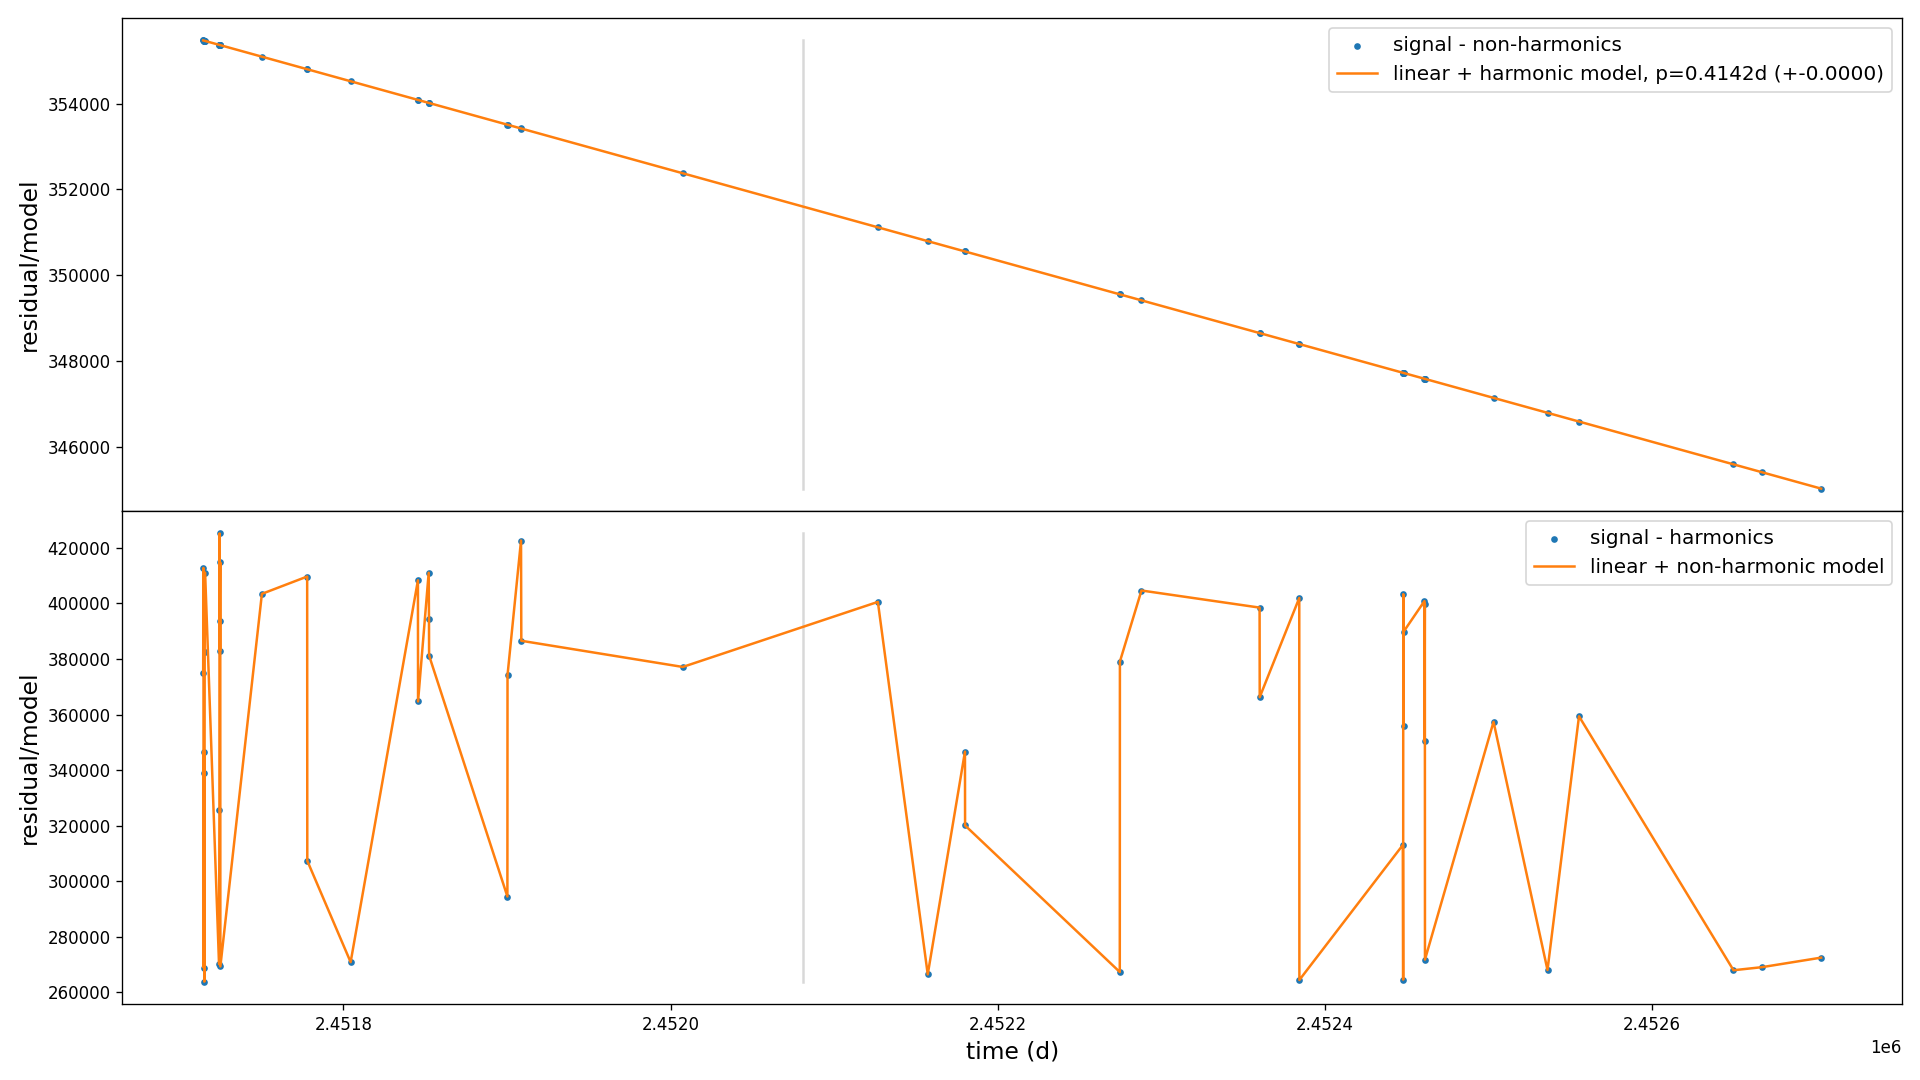 signal - non-harmonics
linear + harmonic model, p=0.4142d (+-0.0000)
354000
352000
350000
348000
346000
residual/model
signal - harmonics
linear + non-harmonic model
420000
400000
380000
360000
340000
320000
300000
280000
260000
residual/model
2.4518
2.4520
2.4522
2.4524
2.4526
1e6
time (d)